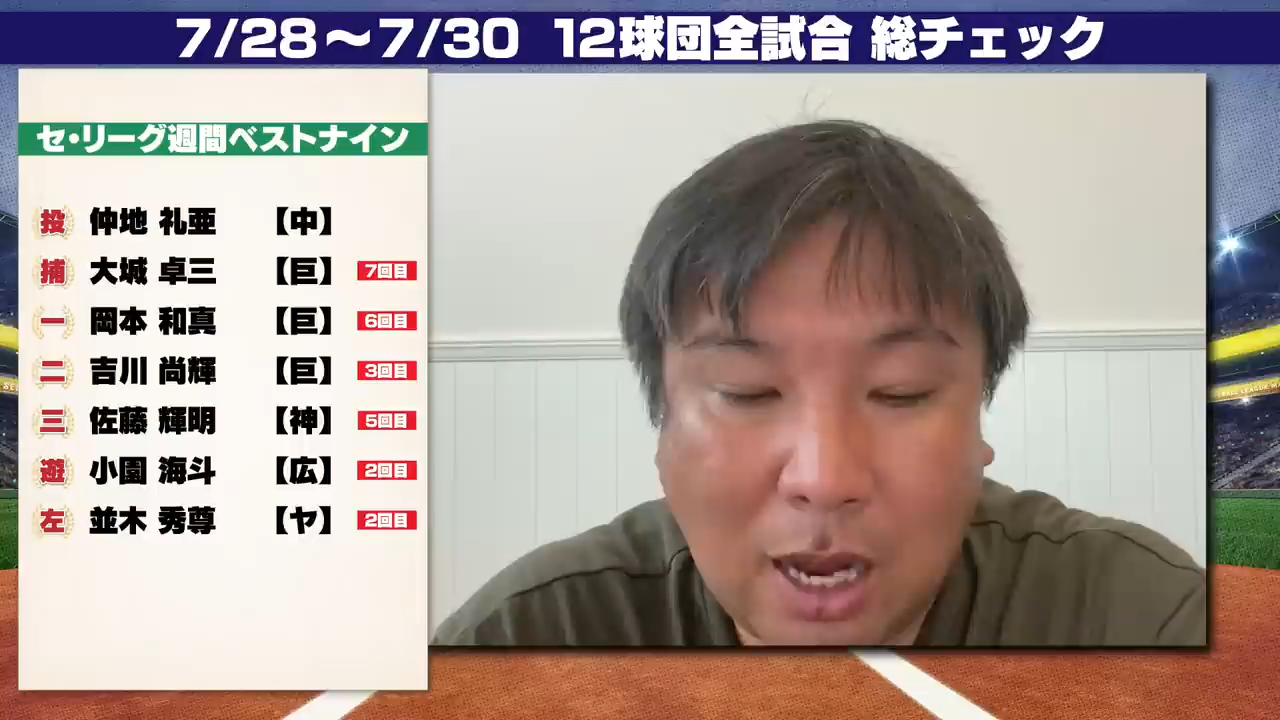 7/28〜7/30 12球団全試合 総チェック
セ・リーグ週間ベストナイン
投 仲地 礼亜 【中】
捕 大城 卓三 【巨】 7回目
一 岡本 和真 【巨】 6回目
二 吉川 尚輝 【巨】 3回目
三 佐藤 輝明 【神】 5回目
遊 小園 海斗 【広】 2回目
左 並木 秀尊 【ヤ】 2回目